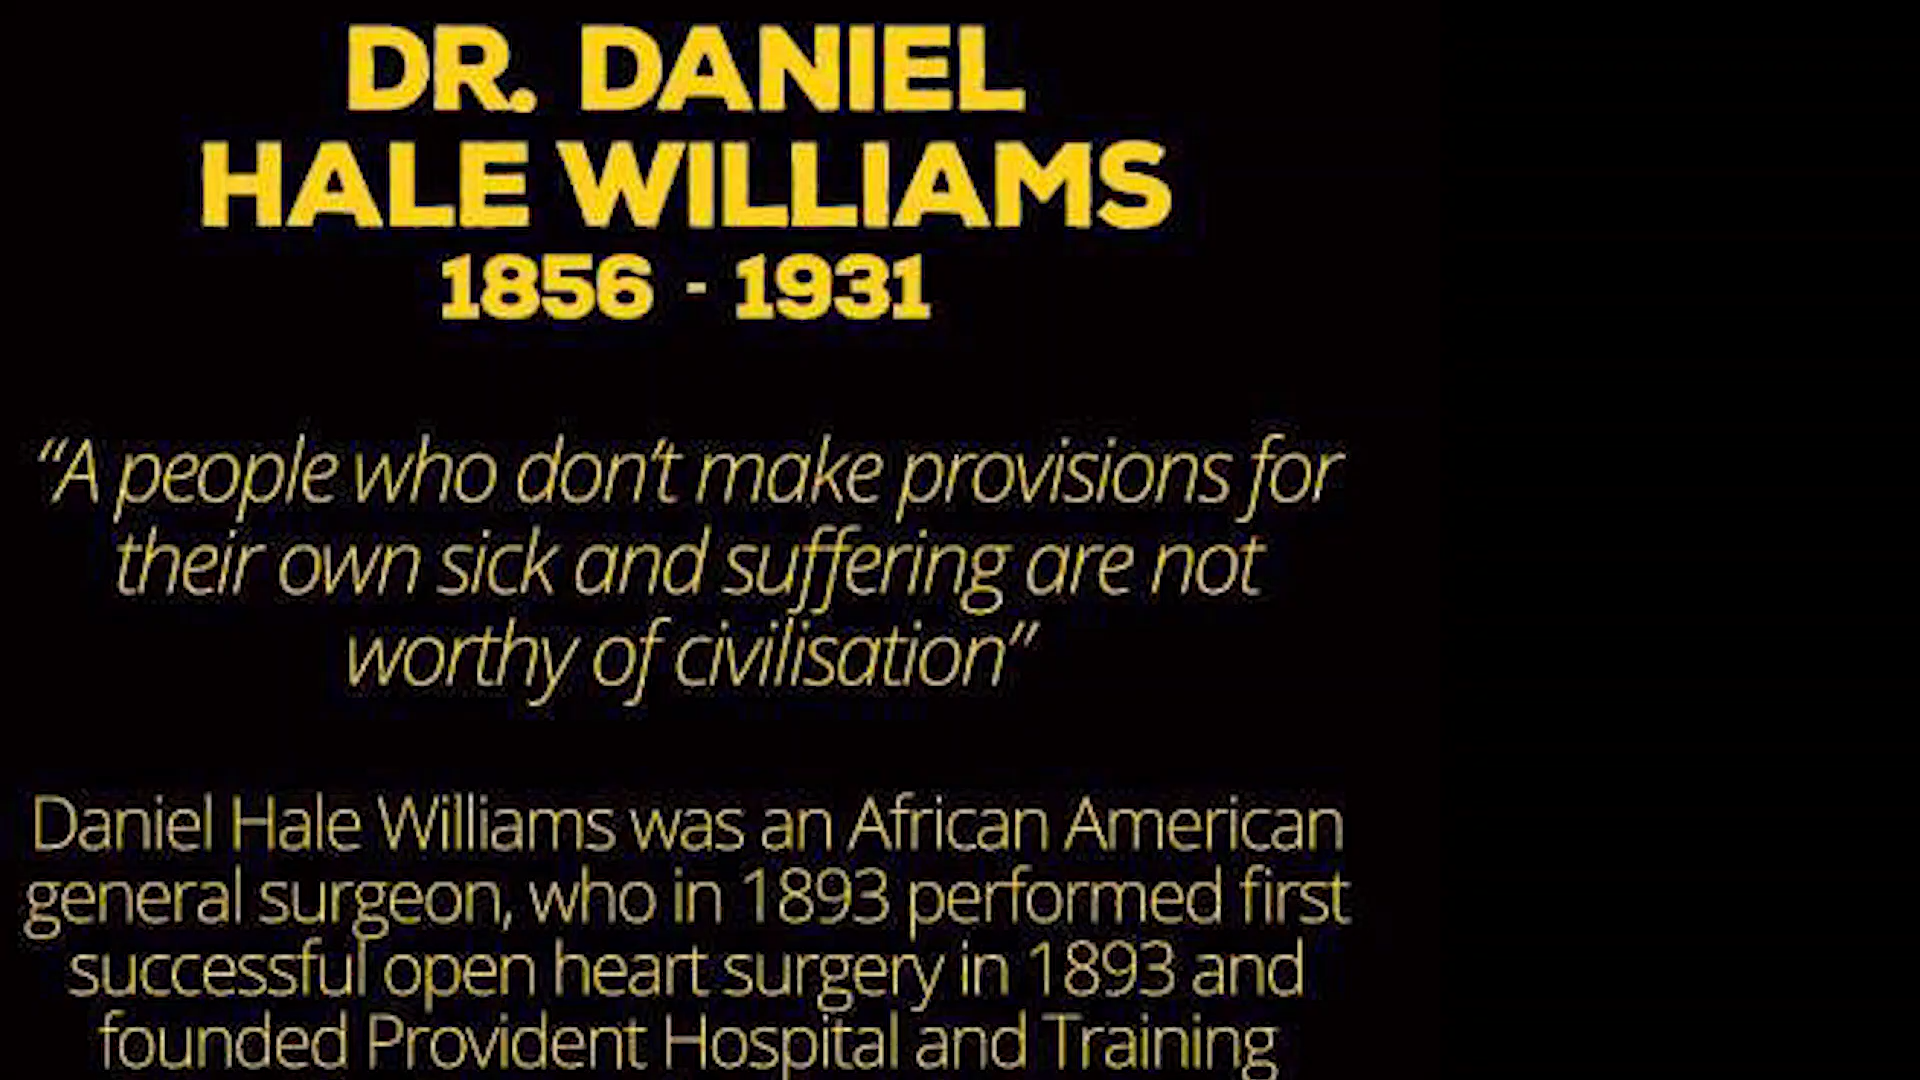 DR. DANIEL
HALE WILLIAMS
1856 - 1931
“A people who don’t make provisions for
their own sick and suffering are not
worthy of civilisation”
Daniel Hale Williams was an African American
general surgeon, who in 1893 performed first
successful open heart surgery in 1893 and
founded Provident Hospital and Training